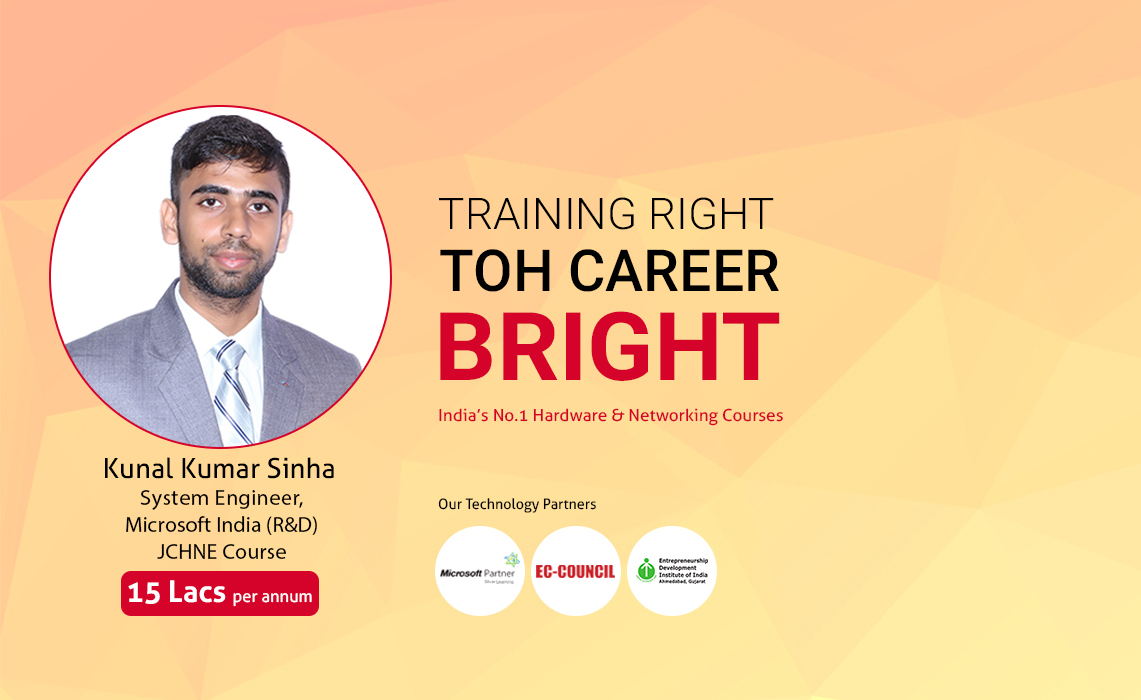 TRAINING RIGHT
TOH CAREER
BRIGHT
India's No.1 Hardware & Networking Courses
Kunal Kumar Sinha
System Engineer,
Microsoft India (R&D)
JCHNE Course
15 Lacs per annum
Our Technology Partners
Microsoft Partner
Silver Learning
EC-COUNCIL
Entrepreneurship
Development
Institute of India
Ahmedabad, Gujarat